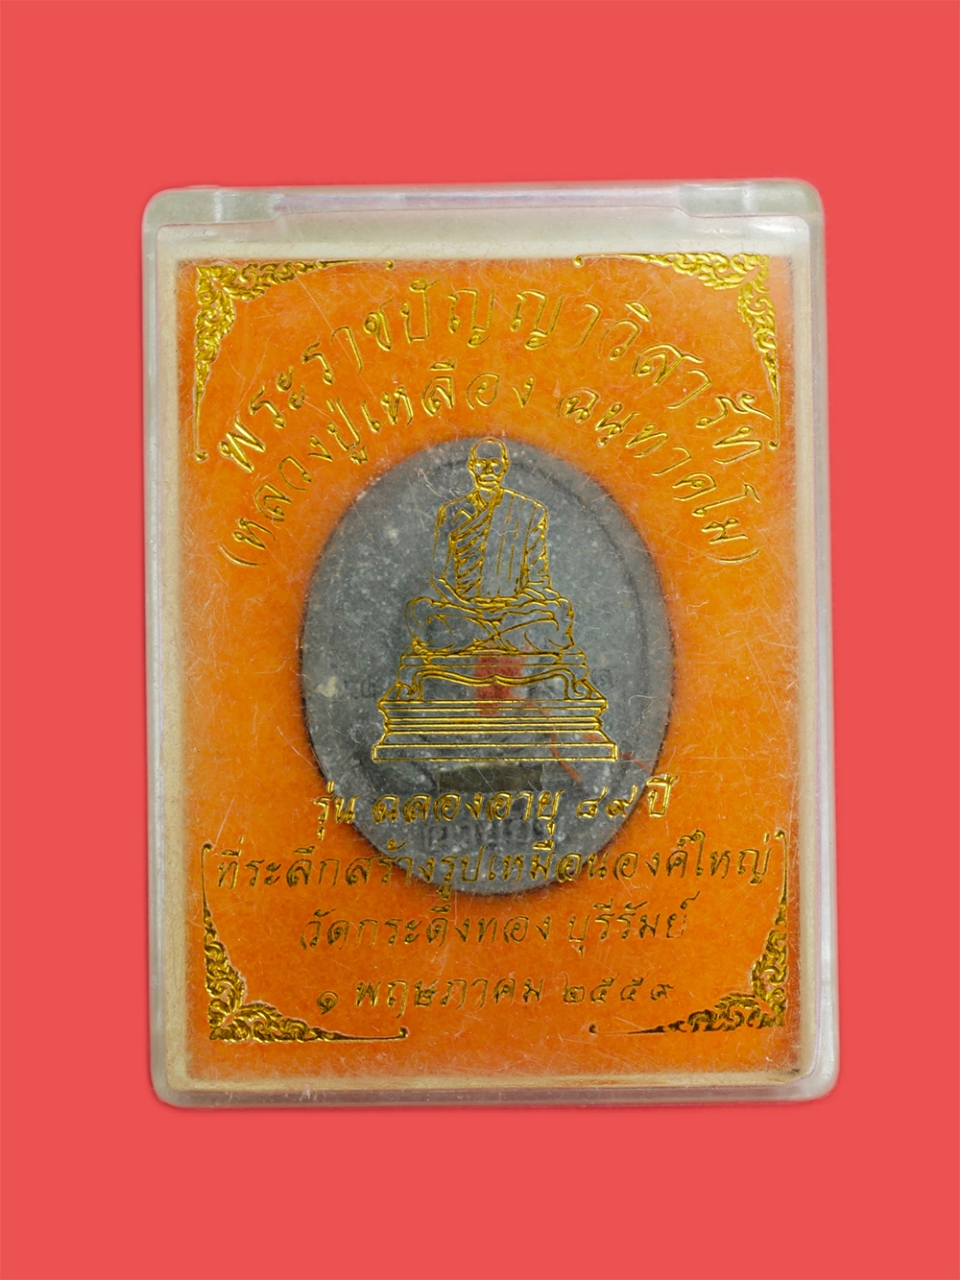 พระราชปัญญาวิสารัท
(หลวงปู่เหลือง ฉนฺทาคโม)
รุ่น ฉลองอายุ ๘๙ ปี
ที่ระลึกสร้างรูปเหมือนองค์ใหญ่
วัดกระดึงทอง บุรีรัมย์
๑ พฤษภาคม ๒๕๕๙